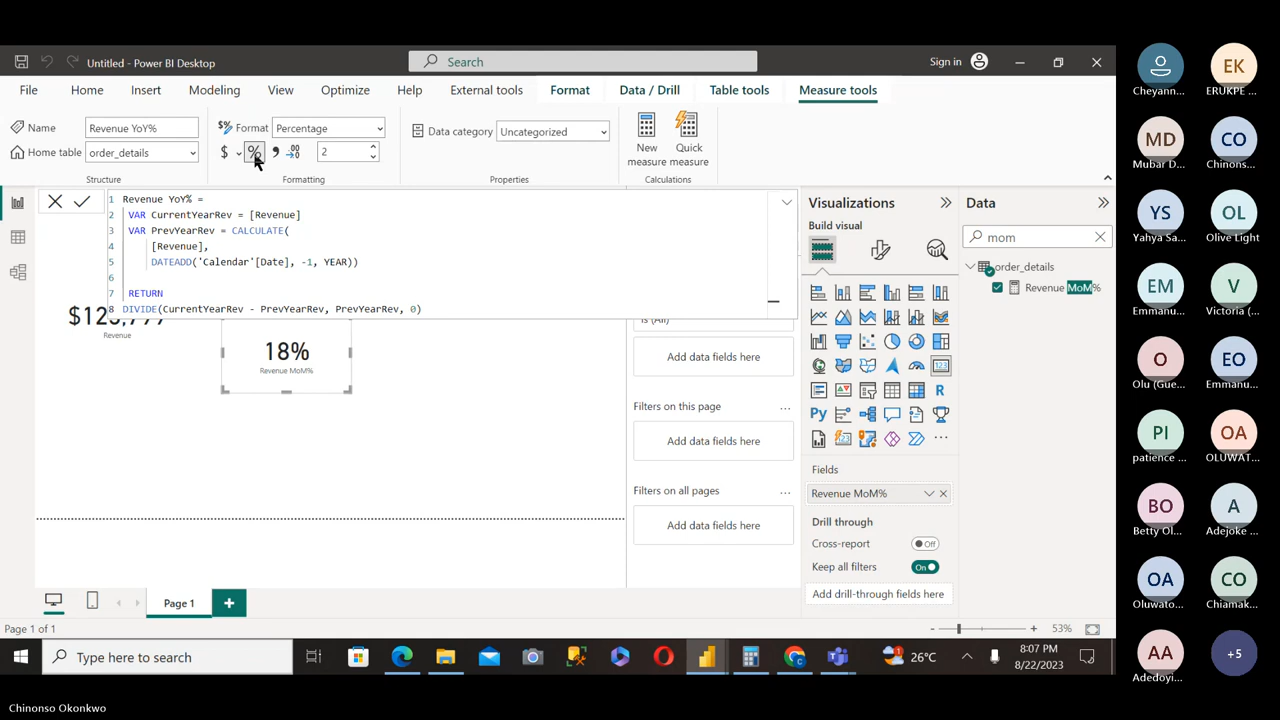 Untitled - Power BI Desktop
Search
Sign in
File
Home
Insert
Modeling
View
Optimize
Help
External tools
Format
Data / Drill
Table tools
Measure tools
Name
Revenue YoY%
Format
Percentage
Data category
Uncategorized
New measure
Quick measure
Home table
order_details
$
%
2
Structure
Formatting
Properties
Calculations
1 Revenue YoY% =
2 VAR CurrentYearRev = [Revenue]
3 VAR PrevYearRev = CALCULATE(
4 [Revenue],
5 DATEADD('Calendar'[Date], -1, YEAR))
6
7 RETURN
8 DIVIDE(CurrentYearRev - PrevYearRev, PrevYearRev, 0)
Revenue
18%
Revenue MoM%
is (All)
Add data fields here
Filters on this page
...
Add data fields here
Filters on all pages
...
Add data fields here
Visualizations
Build visual
123
R
Py
...
Fields
Revenue MoM%
Drill through
Cross-report
Off
Keep all filters
On
Add drill-through fields here
Data
mom
order_details
Revenue MoM%
Page 1
Page 1 of 1
53%
Type here to search
26°C
8:07 PM
8/22/2023
Cheyann...
EK
ERUKPE ...
MD
Mubar D...
CO
Chinons...
YS
Yahya Sa...
OL
Olive Light
EM
Emmanu...
V
Victoria (...
O
Olu (Gue...
EO
Emmanu...
PI
patience ...
OA
OLUWAT...
BO
Betty Ol...
A
Adejoke ...
OA
Oluwato...
CO
Chiamak...
AA
Adedoyi...
+5
Chinonso Okonkwo